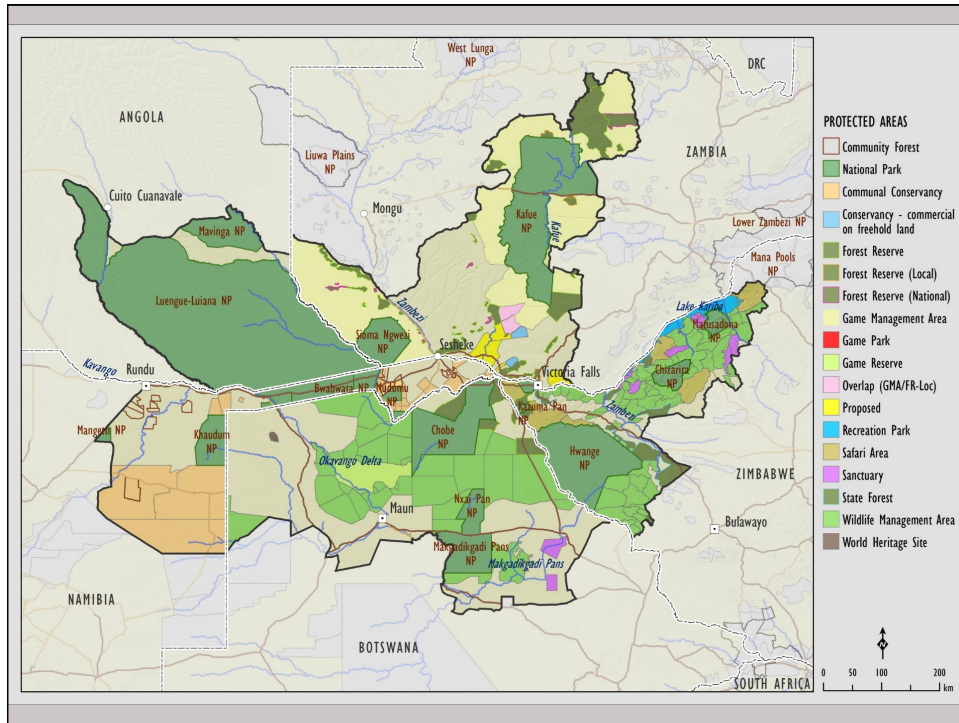 West Lunga
NP
DRC
ANGOLA
ZAMBIA
Liuwa Plains
NP
Cuito Cuanavale
Mongu
Kafue
NP
Kafue
Lower Zambezi NP
Mavinga NP
Mana Pools
NP
Luengue-Luiana NP
Zambezi
Lake Kariba
Matusadona
NP
Sioma Ngwezi
NP
Sesheke
Kavango
Rundu
Chizarira
NP
Bwabwata NP
Mudumu
NP
Victoria Falls
Kazuma Pan
NP
Zambezi
Mangetti NP
Khaudum
NP
Chobe
NP
Hwange
NP
Okavango Delta
ZIMBABWE
Nxai Pan
NP
Maun
Bulawayo
Makgadikgadi Pans
NP
Makgadikgadi Pans
NAMIBIA
BOTSWANA
SOUTH AFRICA
PROTECTED AREAS
Community Forest
National Park
Communal Conservancy
Conservancy - commercial
on freehold land
Forest Reserve
Forest Reserve (Local)
Forest Reserve (National)
Game Management Area
Game Park
Game Reserve
Overlap (GMA/FR-Loc)
Proposed
Recreation Park
Safari Area
Sanctuary
State Forest
Wildlife Management Area
World Heritage Site
0 50 100 200
km